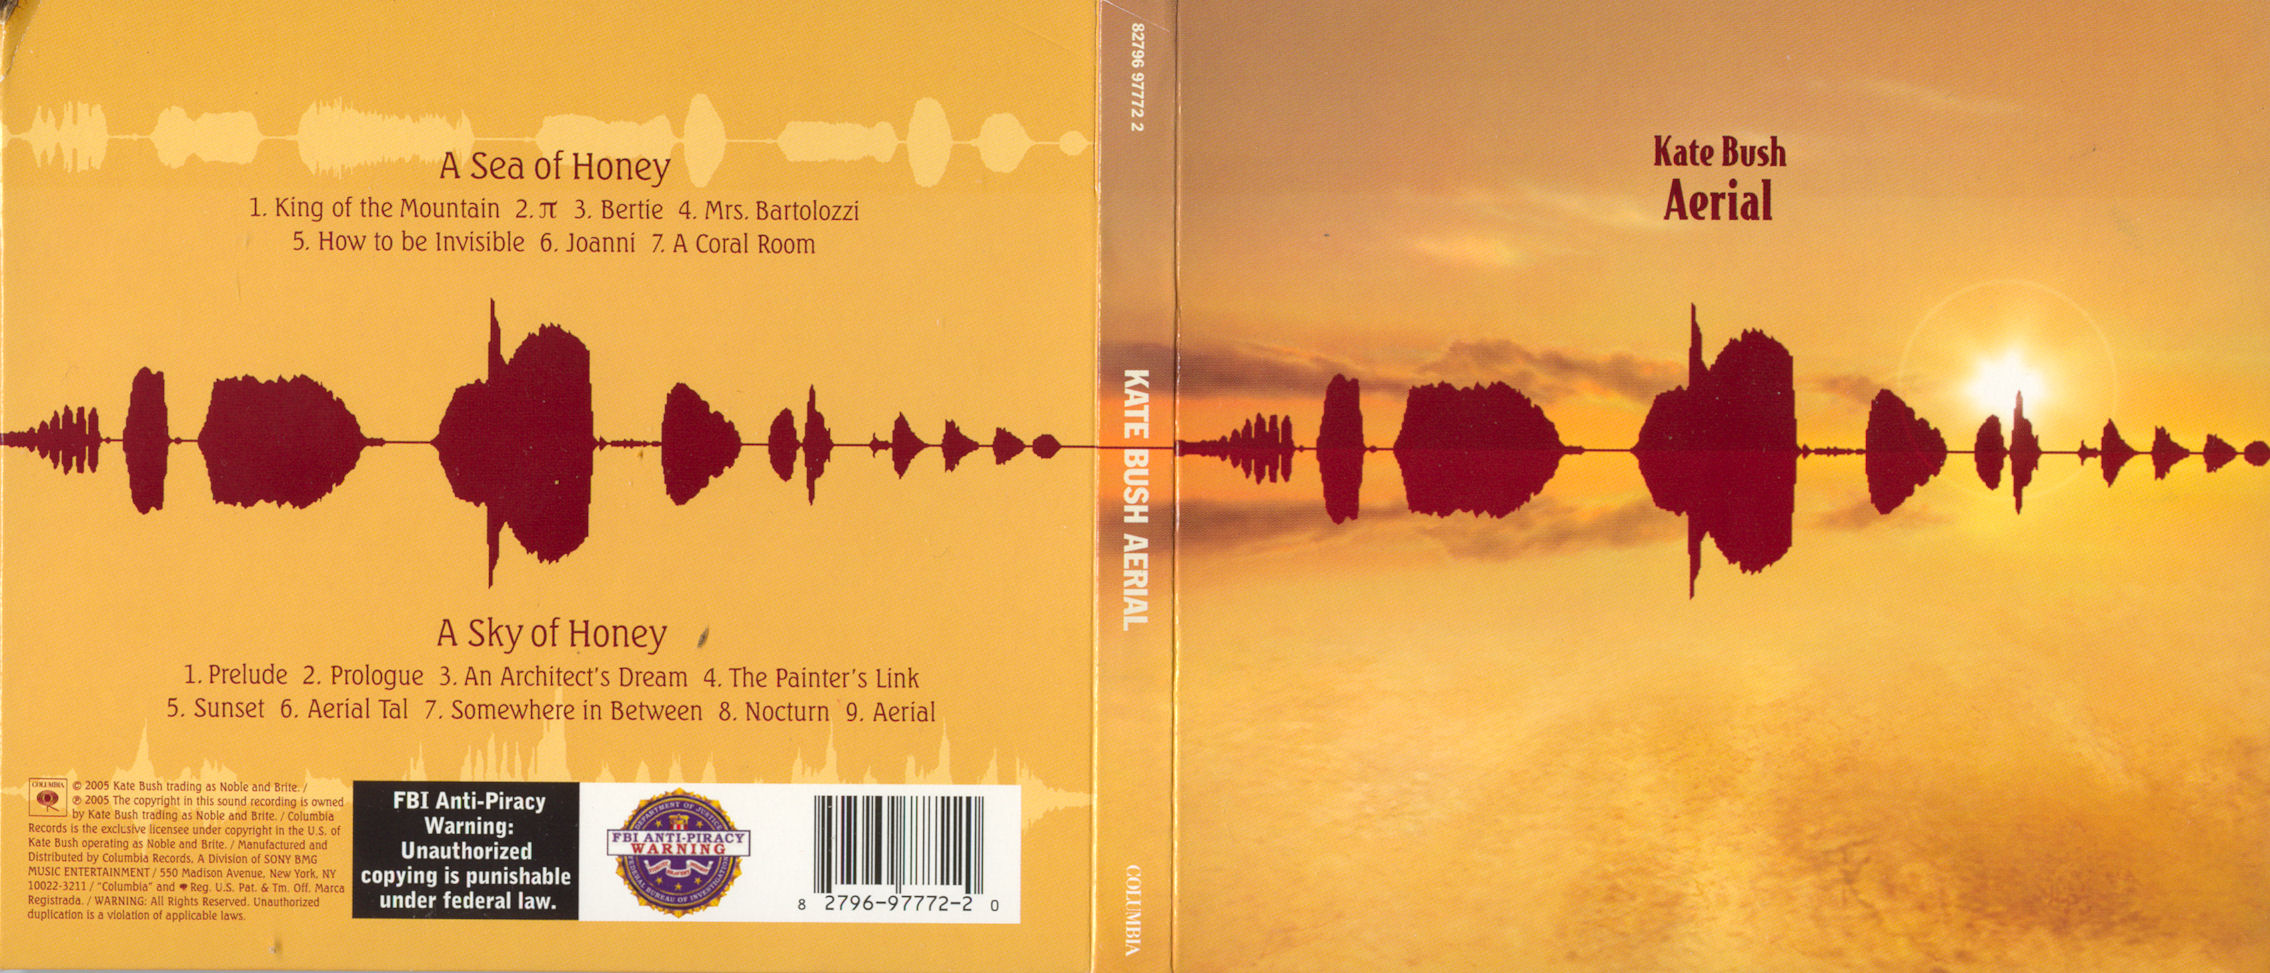 A Sea of Honey
1. King of the Mountain 2. π 3. Bertie 4. Mrs. Bartolozzi
5. How to be Invisible 6. Joanni 7. A Coral Room
A Sky of Honey
1. Prelude 2. Prologue 3. An Architect's Dream 4. The Painter's Link
5. Sunset 6. Aerial Tal 7. Somewhere in Between 8. Nocturn 9. Aerial
COLUMBIA
© 2005 Kate Bush trading as Noble and Brite. /
℗ 2005 The copyright in this sound recording is owned
by Kate Bush trading as Noble and Brite. / Columbia
Records is the exclusive licensee under copyright in the U.S. of
Kate Bush operating as Noble and Brite. / Manufactured and
Distributed by Columbia Records, A Division of SONY BMG
MUSIC ENTERTAINMENT / 550 Madison Avenue, New York, NY
10022-3211 / "Columbia" and Reg. U.S. Pat. & Tm. Off. Marca
Registrada. / WARNING: All Rights Reserved. Unauthorized
duplication is a violation of applicable laws.
FBI Anti-Piracy
Warning:
Unauthorized
copying is punishable
under federal law.
DEPARTMENT OF JUSTICE
FBI ANTI-PIRACY
WARNING
FEDERAL BUREAU OF INVESTIGATION
8 2796-97772-2 0
82796 97772 2
KATE BUSH AERIAL
COLUMBIA
Kate Bush
Aerial